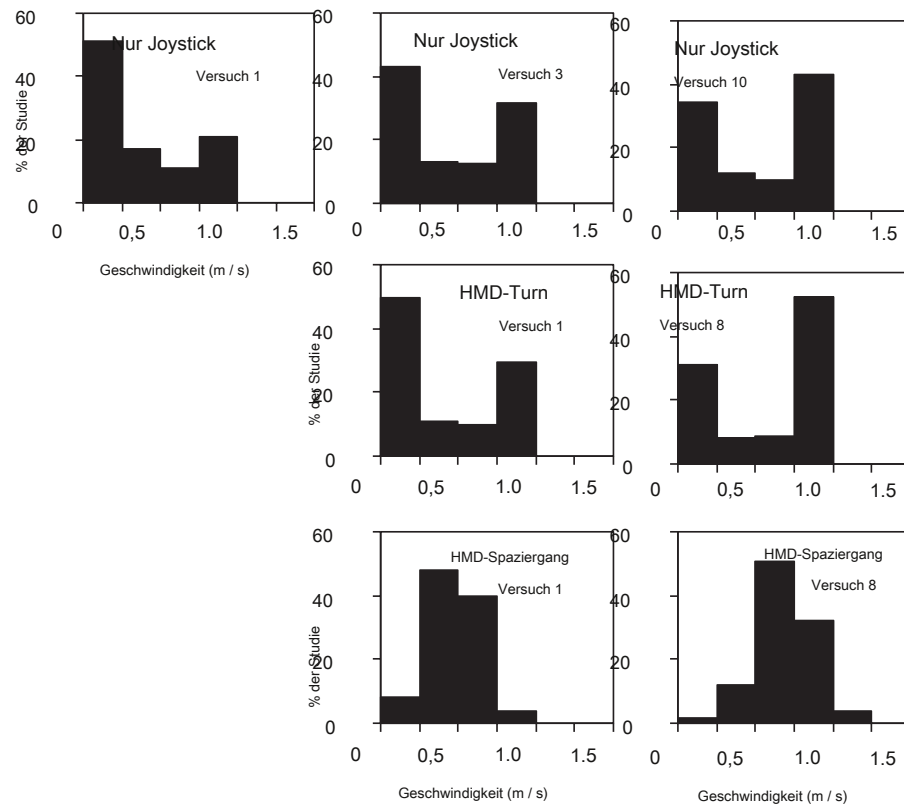 60
40
20
0
% der Studie
Nur Joystick
Versuch 1
0 0,5 1.0 1.5
Geschwindigkeit (m / s)
60
40
20
0
Nur Joystick
Versuch 3
0 0,5 1.0 1.5
60
40
20
0
Nur Joystick
Versuch 10
0 0,5 1.0 1.5
60
40
20
0
% der Studie
HMD-Turn
Versuch 1
0 0,5 1.0 1.5
60
40
20
0
HMD-Turn
Versuch 8
0 0,5 1.0 1.5
60
40
20
0
% der Studie
HMD-Spaziergang
Versuch 1
0 0,5 1.0 1.5
Geschwindigkeit (m / s)
60
40
20
0
HMD-Spaziergang
Versuch 8
0 0,5 1.0 1.5
Geschwindigkeit (m / s)